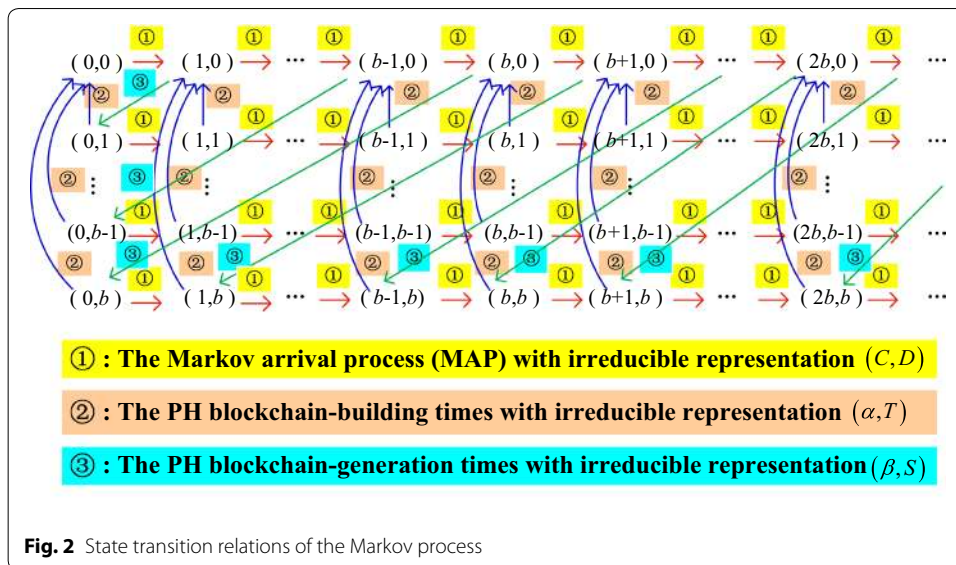 ① ① ① ① ① ① ①
(0,0) (1,0) ··· (b-1,0) (b,0) (b+1,0) ··· (2b,0) ···
② ③ ② ② ② ② ②
① ① ① ① ① ① ①
(0,1) (1,1) ··· (b-1,1) (b,1) (b+1,1) ··· (2b,1) ···
② ⋮ ③ ② ⋮ ② ⋮ ② ② ② ⋮
① ① ① ① ① ① ①
(0,b-1) (1,b-1) ··· (b-1,b-1) (b,b-1) (b+1,b-1) ··· (2b,b-1) ···
② ③ ② ③ ② ③ ② ③ ② ③ ②
① ① ① ① ① ① ①
(0,b) (1,b) ··· (b-1,b) (b,b) (b+1,b) ··· (2b,b) ···
① : The Markov arrival process (MAP) with irreducible representation (C,D)
② : The PH blockchain-building times with irreducible representation (α,T)
③ : The PH blockchain-generation times with irreducible representation (β,S)
Fig. 2 State transition relations of the Markov process